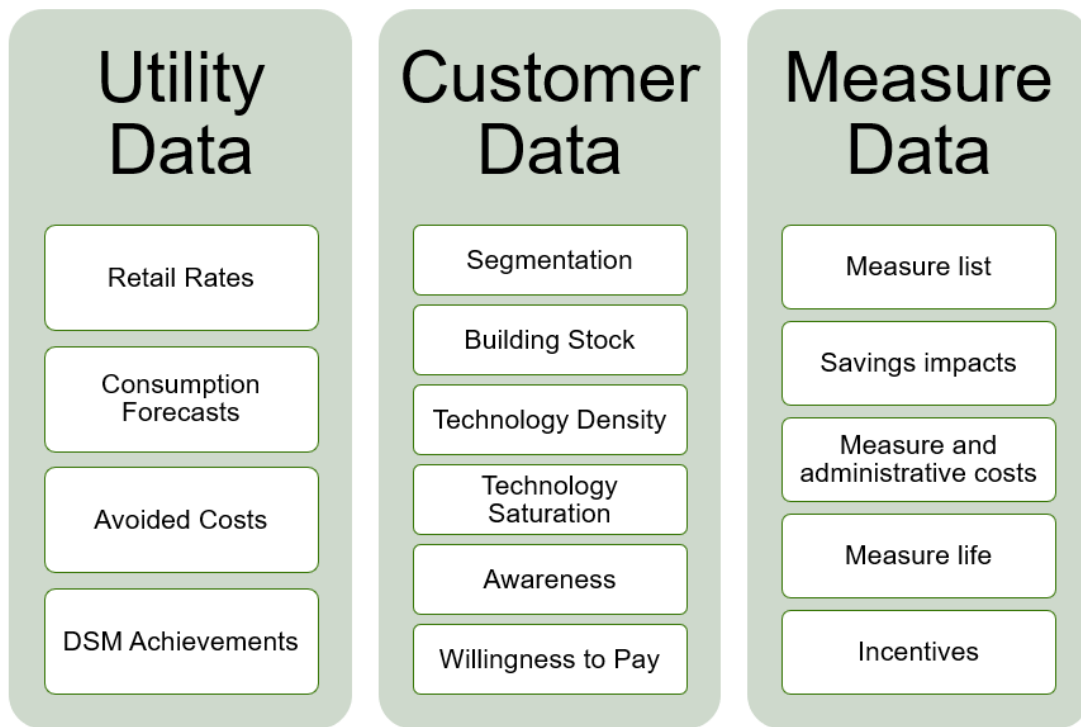 Utility
Data
Retail Rates
Consumption
Forecasts
Avoided Costs
DSM Achievements
Customer
Data
Segmentation
Building Stock
Technology Density
Technology
Saturation
Awareness
Willingness to Pay
Measure
Data
Measure list
Savings impacts
Measure and
administrative costs
Measure life
Incentives